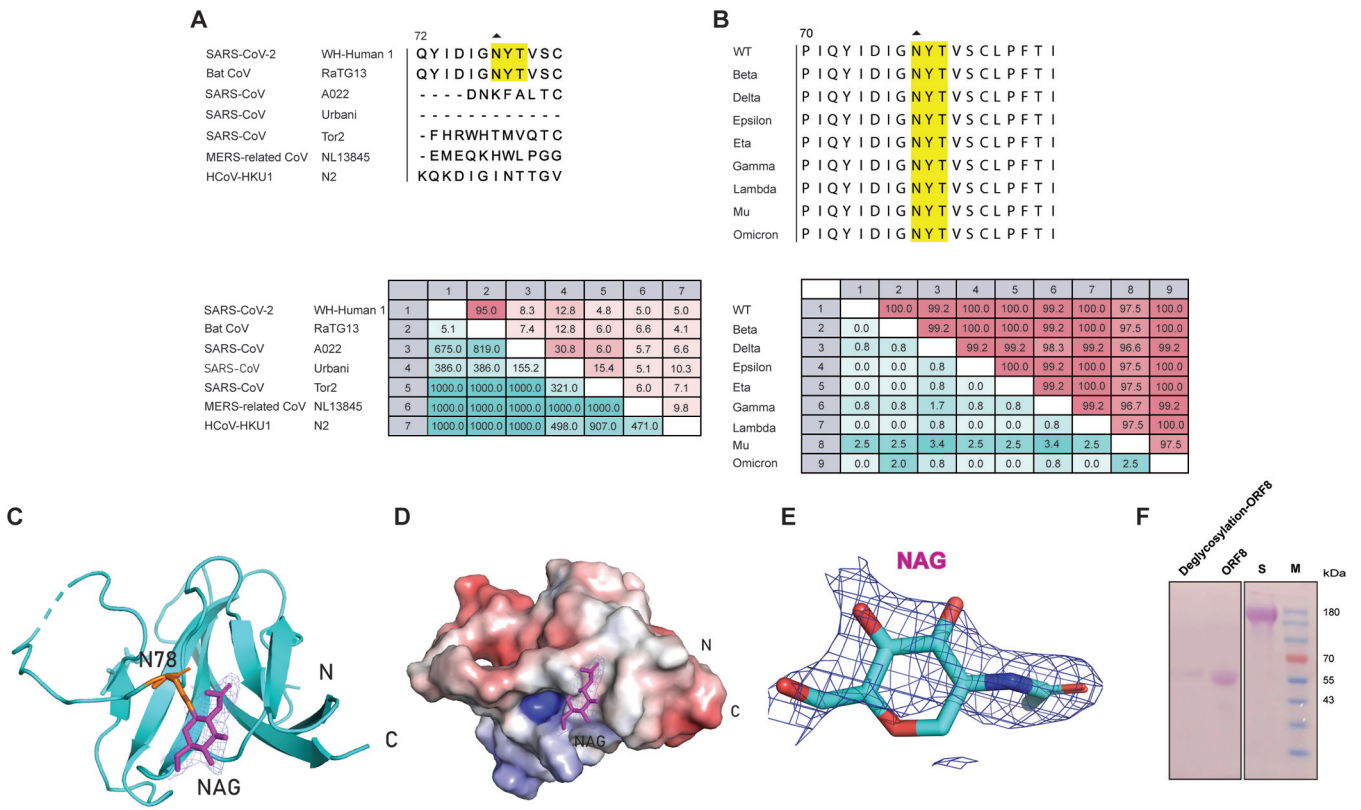 A
72
SARS-CoV-2 WH-Human 1 QYIDIGNYTVSC
Bat CoV RaTG13 QYIDIGNYTVSC
SARS-CoV A022 ----DNKFALTC
SARS-CoV Urbani ------------
SARS-CoV Tor2 -FHRWHTMVQTC
MERS-related CoV NL13845 -EMEQKHWLPGG
HCoV-HKU1 N2 KQKDIGINTTGV
B
70
WT P I Q Y I D I G N Y T V S C L P F T I
Beta P I Q Y I D I G N Y T V S C L P F T I
Delta P I Q Y I D I G N Y T V S C L P F T I
Epsilon P I Q Y I D I G N Y T V S C L P F T I
Eta P I Q Y I D I G N Y T V S C L P F T I
Gamma P I Q Y I D I G N Y T V S C L P F T I
Lambda P I Q Y I D I G N Y T V S C L P F T I
Mu P I Q Y I D I G N Y T V S C L P F T I
Omicron P I Q Y I D I G N Y T V S C L P F T I
1 2 3 4 5 6 7
SARS-CoV-2 WH-Human 1 1 95.0 8.3 12.8 4.8 5.0 5.0
Bat CoV RaTG13 2 5.1 7.4 12.8 6.0 6.6 4.1
SARS-CoV A022 3 675.0 819.0 30.8 6.0 5.7 6.6
SARS-CoV Urbani 4 386.0 386.0 155.2 15.4 5.1 10.3
SARS-CoV Tor2 5 1000.0 1000.0 1000.0 321.0 6.0 7.1
MERS-related CoV NL13845 6 1000.0 1000.0 1000.0 1000.0 1000.0 9.8
HCoV-HKU1 N2 7 1000.0 1000.0 1000.0 498.0 907.0 471.0
1 2 3 4 5 6 7 8 9
WT 1 100.0 99.2 100.0 100.0 99.2 100.0 97.5 100.0
Beta 2 0.0 99.2 100.0 100.0 99.2 100.0 97.5 100.0
Delta 3 0.8 0.8 99.2 99.2 98.3 99.2 96.6 99.2
Epsilon 4 0.0 0.0 0.8 100.0 99.2 100.0 97.5 100.0
Eta 5 0.0 0.0 0.8 0.0 99.2 100.0 97.5 100.0
Gamma 6 0.8 0.8 1.7 0.8 0.8 99.2 96.7 99.2
Lambda 7 0.0 0.0 0.8 0.0 0.0 0.8 97.5 100.0
Mu 8 2.5 2.5 3.4 2.5 2.5 3.4 2.5 97.5
Omicron 9 0.0 2.0 0.8 0.0 0.0 0.8 0.0 2.5
C
N78
N
C
NAG
D
N
C
NAG
E
NAG
F
Deglycosylation-ORF8
ORF8
S
M
kDa
180
70
55
43